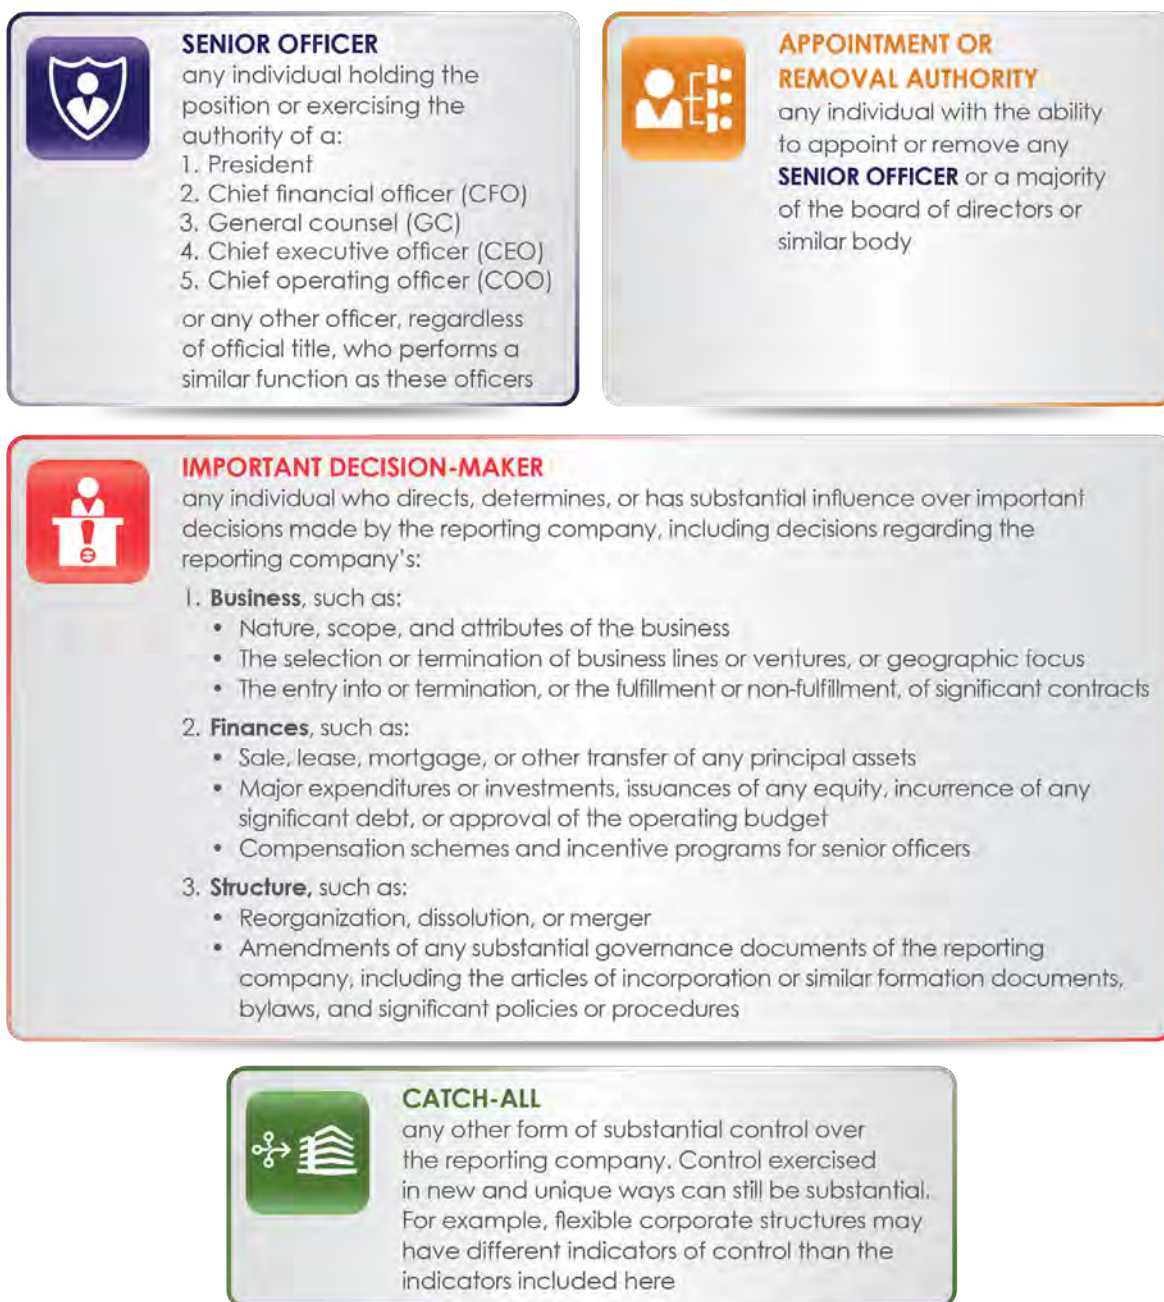 SENIOR OFFICER
any individual holding the
position or exercising the
authority of a:
1. President
2. Chief financial officer (CFO)
3. General counsel (GC)
4. Chief executive officer (CEO)
5. Chief operating officer (COO)
or any other officer, regardless
of official title, who performs a
similar function as these officers
APPOINTMENT OR
REMOVAL AUTHORITY
any individual with the ability
to appoint or remove any
SENIOR OFFICER or a majority
of the board of directors or
similar body
IMPORTANT DECISION-MAKER
any individual who directs, determines, or has substantial influence over important
decisions made by the reporting company, including decisions regarding the
reporting company's:
1. Business, such as:
• Nature, scope, and attributes of the business
• The selection or termination of business lines or ventures, or geographic focus
• The entry into or termination, or the fulfillment or non-fulfillment, of significant contracts
2. Finances, such as:
• Sale, lease, mortgage, or other transfer of any principal assets
• Major expenditures or investments, issuances of any equity, incurrence of any
significant debt, or approval of the operating budget
• Compensation schemes and incentive programs for senior officers
3. Structure, such as:
• Reorganization, dissolution, or merger
• Amendments of any substantial governance documents of the reporting
company, including the articles of incorporation or similar formation documents,
bylaws, and significant policies or procedures
CATCH-ALL
any other form of substantial control over
the reporting company. Control exercised
in new and unique ways can still be substantial.
For example, flexible corporate structures may
have different indicators of control than the
indicators included here